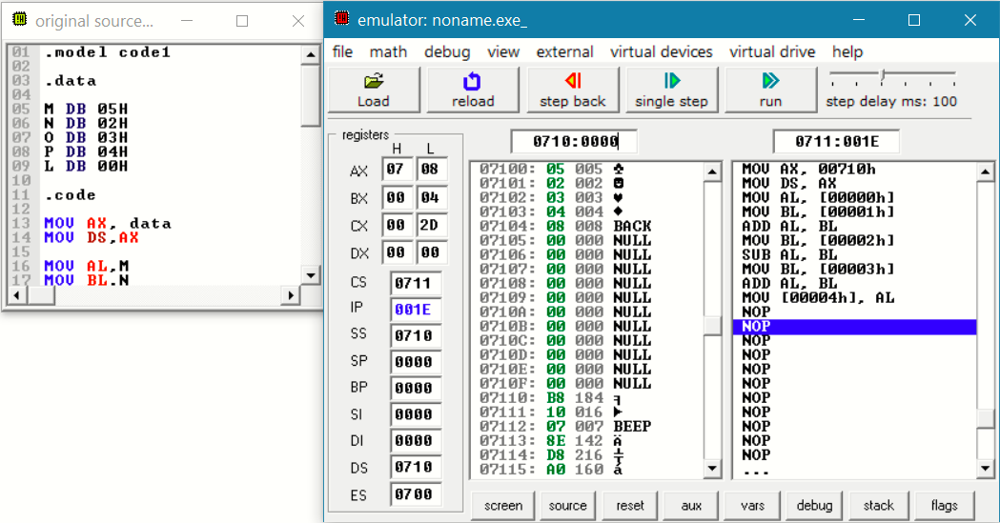 original source...
01 .model code1
02
03 .data
04
05 M DB 05H
06 N DB 02H
07 O DB 03H
08 P DB 04H
09 L DB 00H
10
11 .code
12
13 MOV AX, data
14 MOV DS,AX
15
16 MOV AL,M
17 MOV BL.N
emulator: noname.exe_
file math debug view external virtual devices virtual drive help
Load reload step back single step run step delay ms: 100
registers
H L
AX 07 08
BX 00 04
CX 00 2D
DX 00 00
CS 0711
IP 001E
SS 0710
SP 0000
BP 0000
SI 0000
DI 0000
DS 0710
ES 0700
0710:0000
07100: 05 005 ♣
07101: 02 002 ☻
07102: 03 003 ♥
07103: 04 004 ♦
07104: 08 008 BACK
07105: 00 000 NULL
07106: 00 000 NULL
07107: 00 000 NULL
07108: 00 000 NULL
07109: 00 000 NULL
0710A: 00 000 NULL
0710B: 00 000 NULL
0710C: 00 000 NULL
0710D: 00 000 NULL
0710E: 00 000 NULL
0710F: 00 000 NULL
07110: B8 184 ╕
07111: 10 016 ►
07112: 07 007 BEEP
07113: 8E 142 Ä
07114: D8 216 ╪
07115: A0 160 á
0711:001E
MOV AX, 00710h
MOV DS, AX
MOV AL, [00000h]
MOV BL, [00001h]
ADD AL, BL
MOV BL, [00002h]
SUB AL, BL
MOV BL, [00003h]
ADD AL, BL
MOV [00004h], AL
NOP
NOP
NOP
NOP
NOP
NOP
NOP
NOP
NOP
NOP
NOP
...
screen source reset aux vars debug stack flags